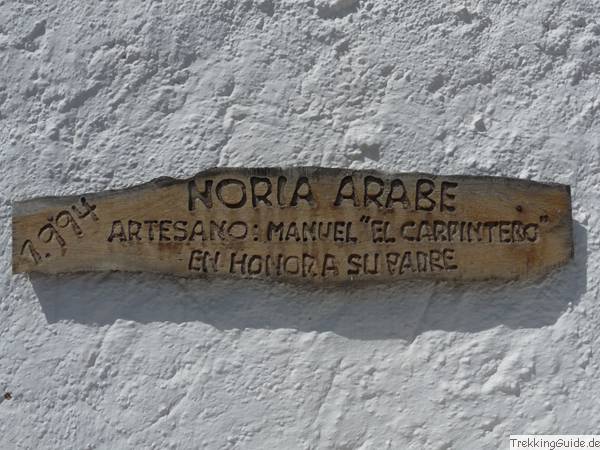 NORIA ARABE
1.994 ARTESANO: MANUEL "EL CARPINTERO"
EN HONOR A SU PADRE
TrekkingGuide.de